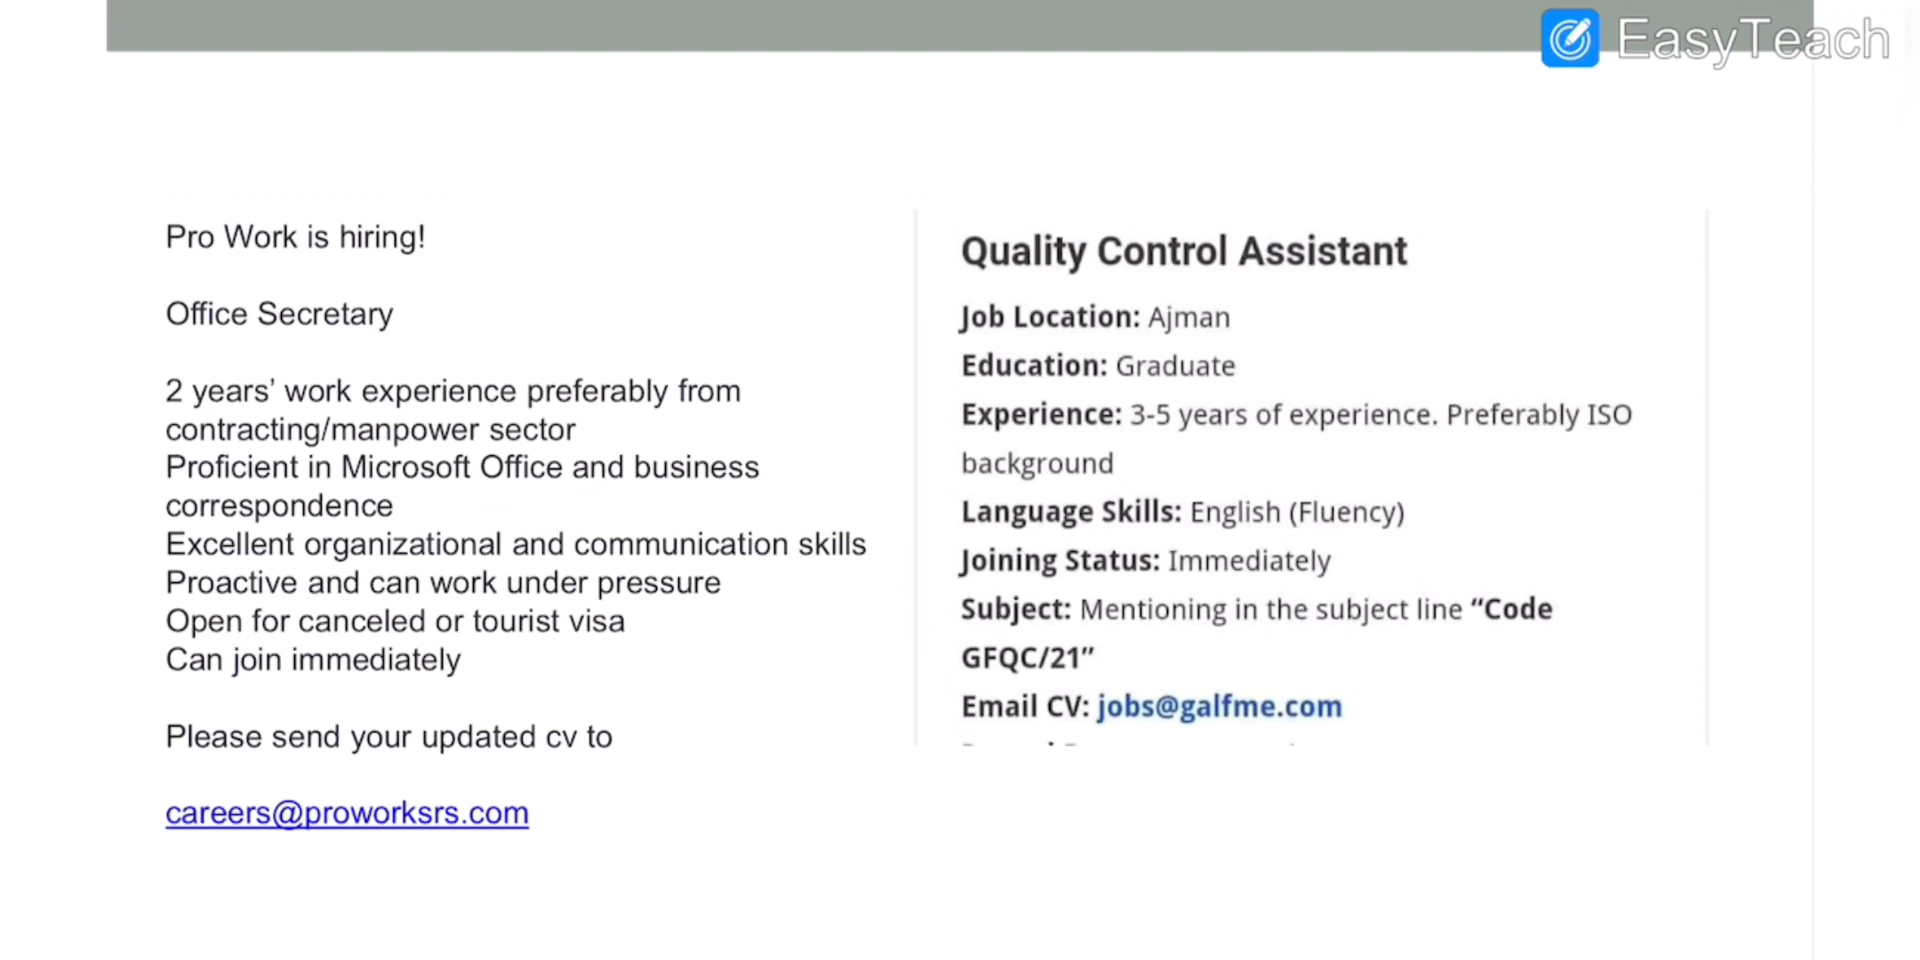 EasyTeach
Pro Work is hiring!
Office Secretary
2 years’ work experience preferably from
contracting/manpower sector
Proficient in Microsoft Office and business
correspondence
Excellent organizational and communication skills
Proactive and can work under pressure
Open for canceled or tourist visa
Can join immediately
Please send your updated cv to
careers@proworksrs.com
Quality Control Assistant
Job Location: Ajman
Education: Graduate
Experience: 3-5 years of experience. Preferably ISO
background
Language Skills: English (Fluency)
Joining Status: Immediately
Subject: Mentioning in the subject line “Code
GFQC/21”
Email CV: jobs@galfme.com